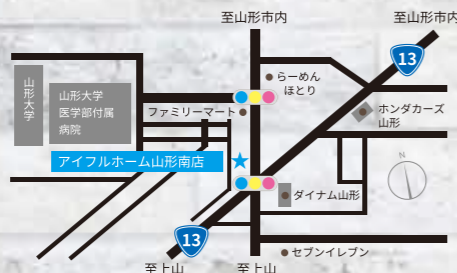 至山形市内
至山形市内
13
らーめん
ほとり
山形大学
山形大学
医学部付属
病院
ファミリーマート
ホンダカーズ
山形
アイフルホーム山形南店
N
ダイナム山形
13
セブンイレブン
至上山
至上山